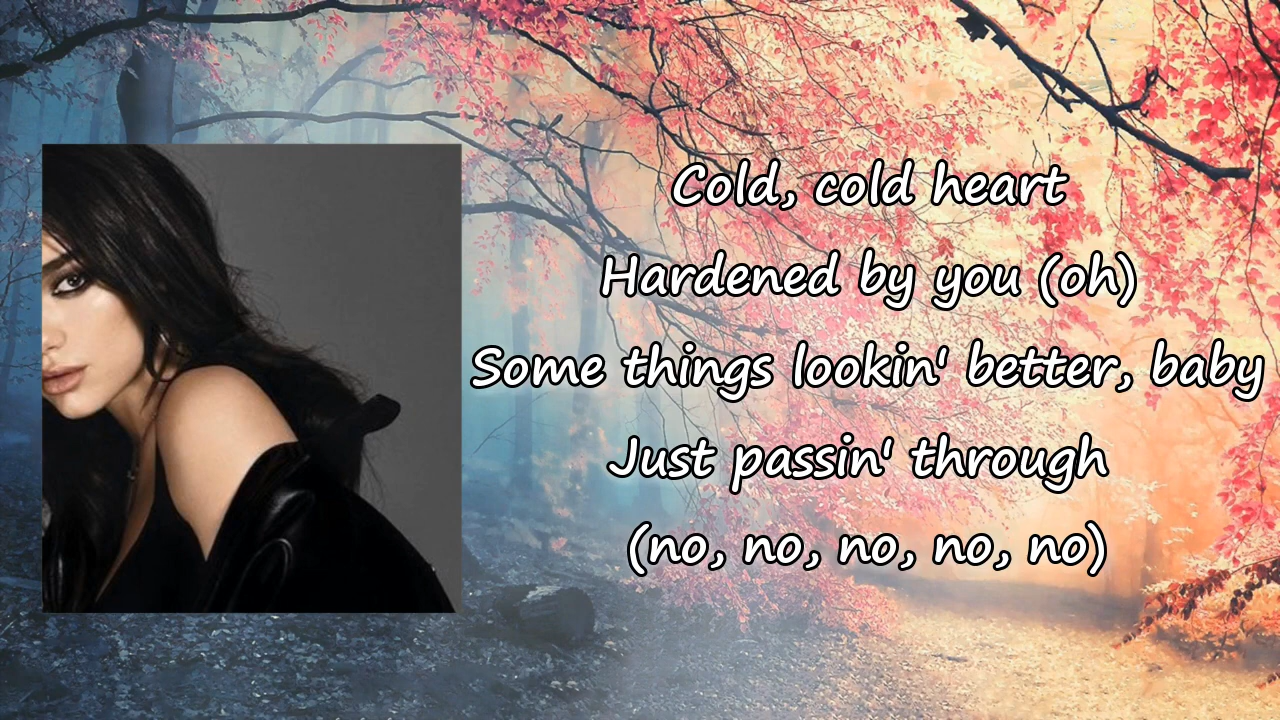 Cold, cold heart
Hardened by you (oh)
Some things lookin' better, baby
Just passin' through
(no, no, no, no, no)